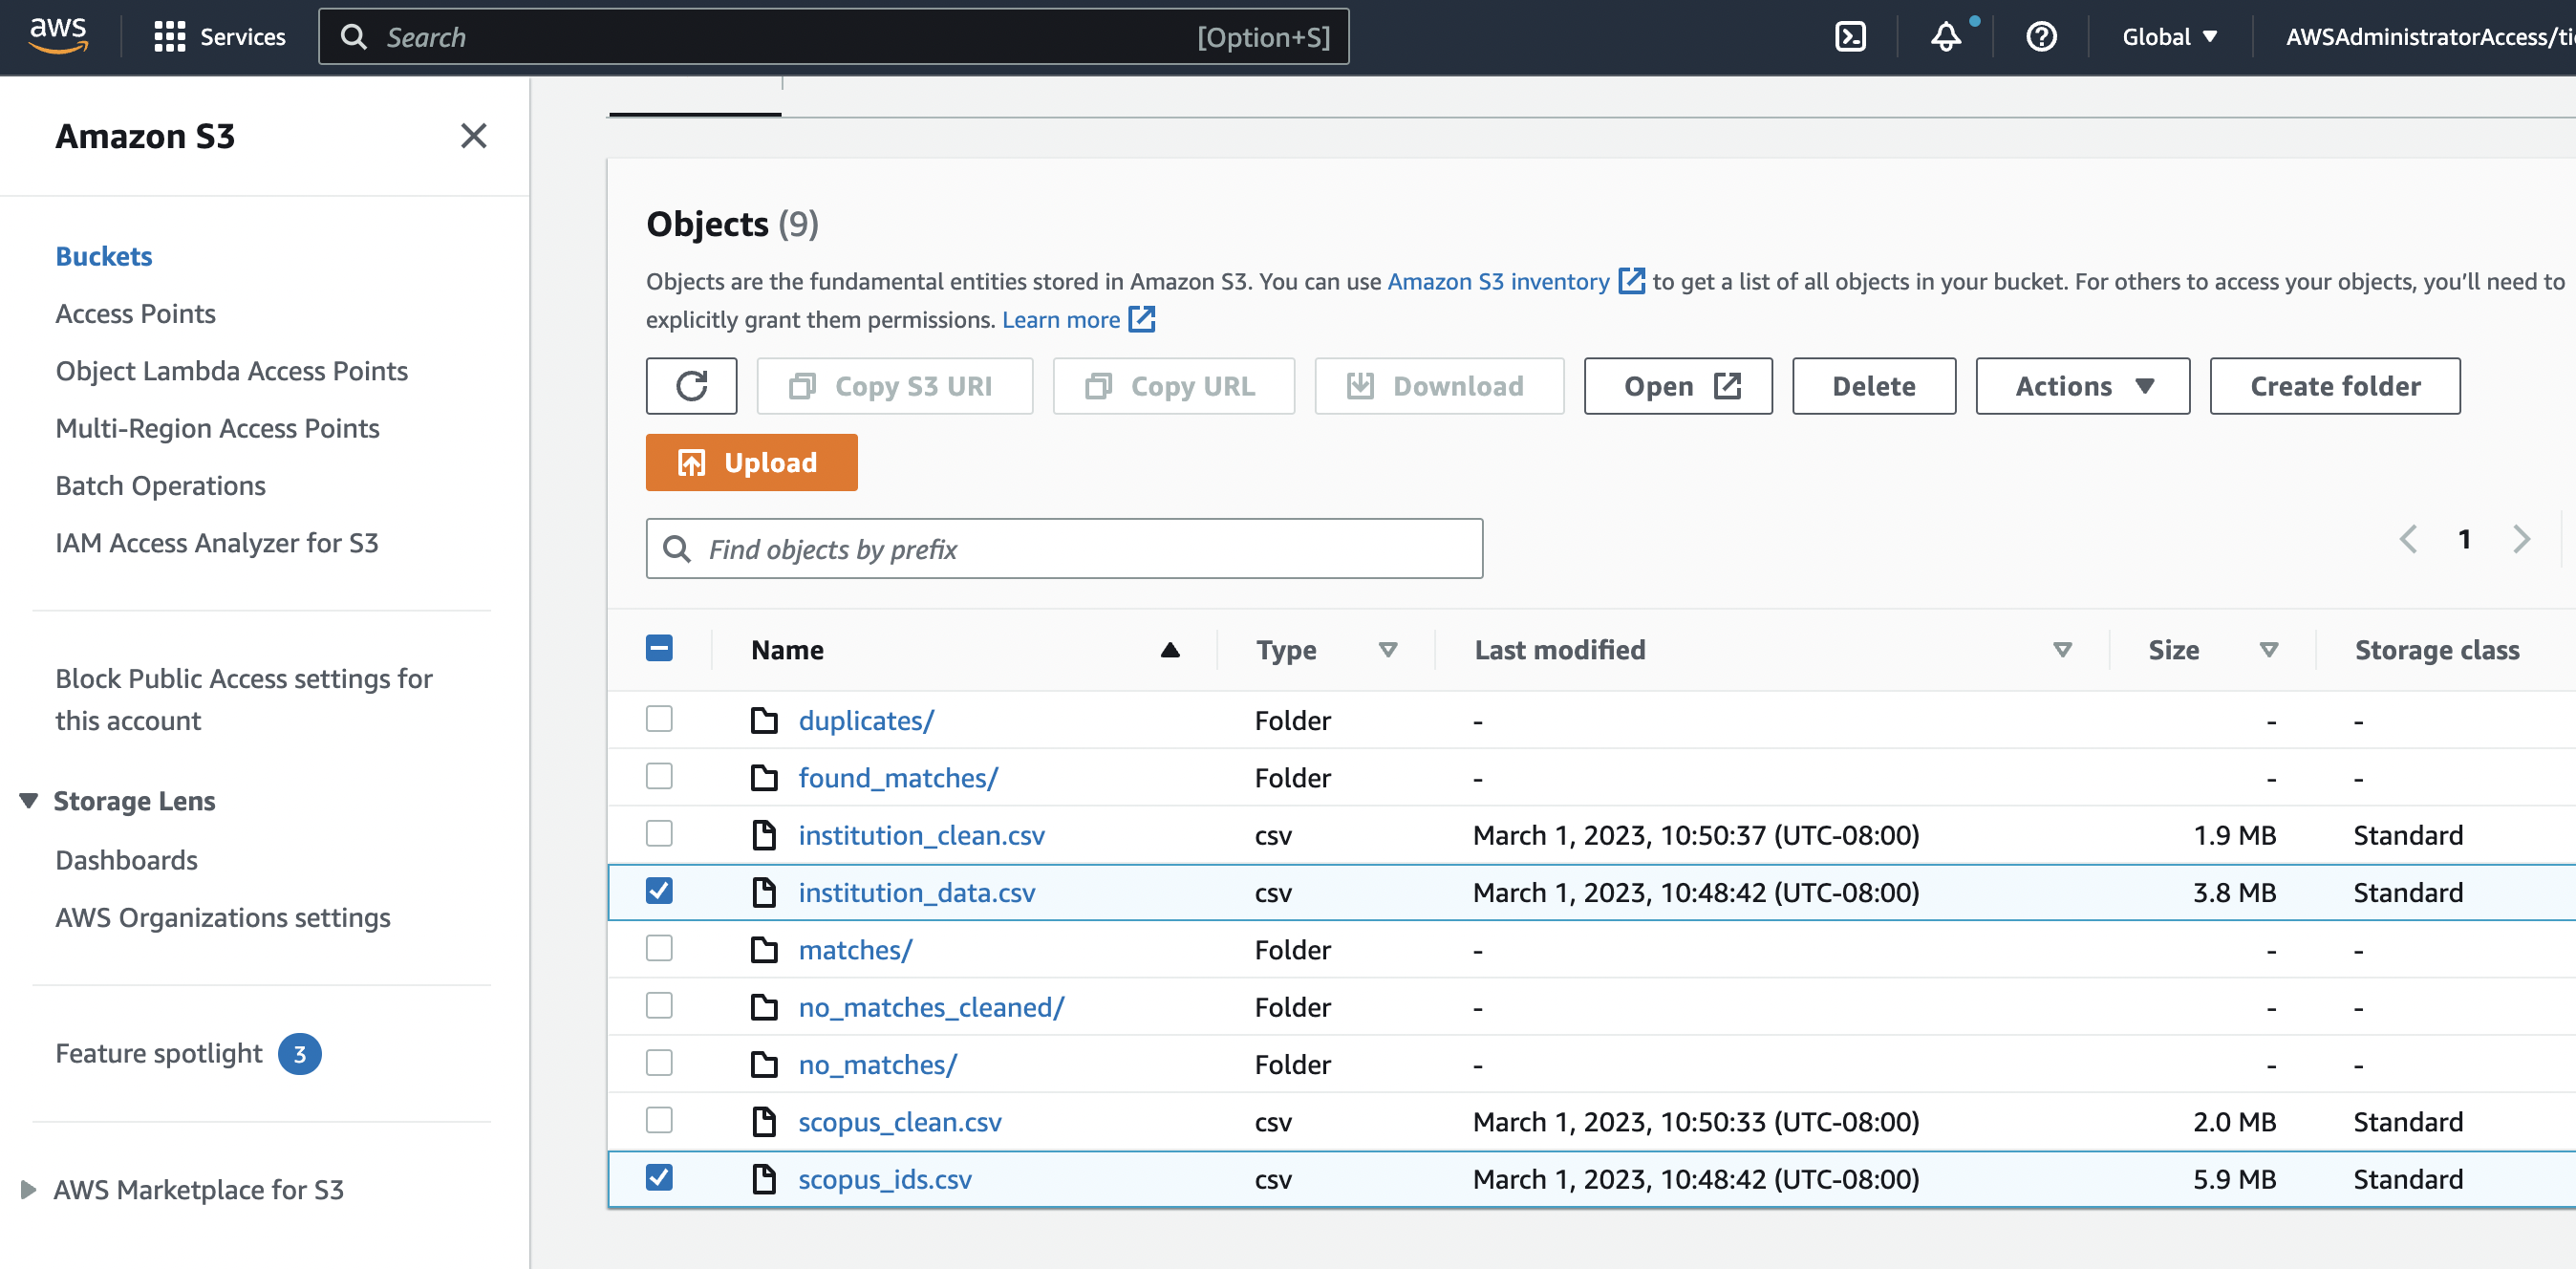 aws
Services
Search
[Option+S]
Global
AWSAdministratorAccess/ti
Amazon S3
Buckets
Access Points
Object Lambda Access Points
Multi-Region Access Points
Batch Operations
IAM Access Analyzer for S3
Block Public Access settings for
this account
Storage Lens
Dashboards
AWS Organizations settings
Feature spotlight 3
AWS Marketplace for S3
Objects (9)
Objects are the fundamental entities stored in Amazon S3. You can use Amazon S3 inventory to get a list of all objects in your bucket. For others to access your objects, you'll need to
explicitly grant them permissions. Learn more
Copy S3 URI
Copy URL
Download
Open
Delete
Actions
Create folder
Upload
Find objects by prefix
1
Name Type Last modified Size Storage class
duplicates/ Folder - - -
found_matches/ Folder - - -
institution_clean.csv csv March 1, 2023, 10:50:37 (UTC-08:00) 1.9 MB Standard
institution_data.csv csv March 1, 2023, 10:48:42 (UTC-08:00) 3.8 MB Standard
matches/ Folder - - -
no_matches_cleaned/ Folder - - -
no_matches/ Folder - - -
scopus_clean.csv csv March 1, 2023, 10:50:33 (UTC-08:00) 2.0 MB Standard
scopus_ids.csv csv March 1, 2023, 10:48:42 (UTC-08:00) 5.9 MB Standard